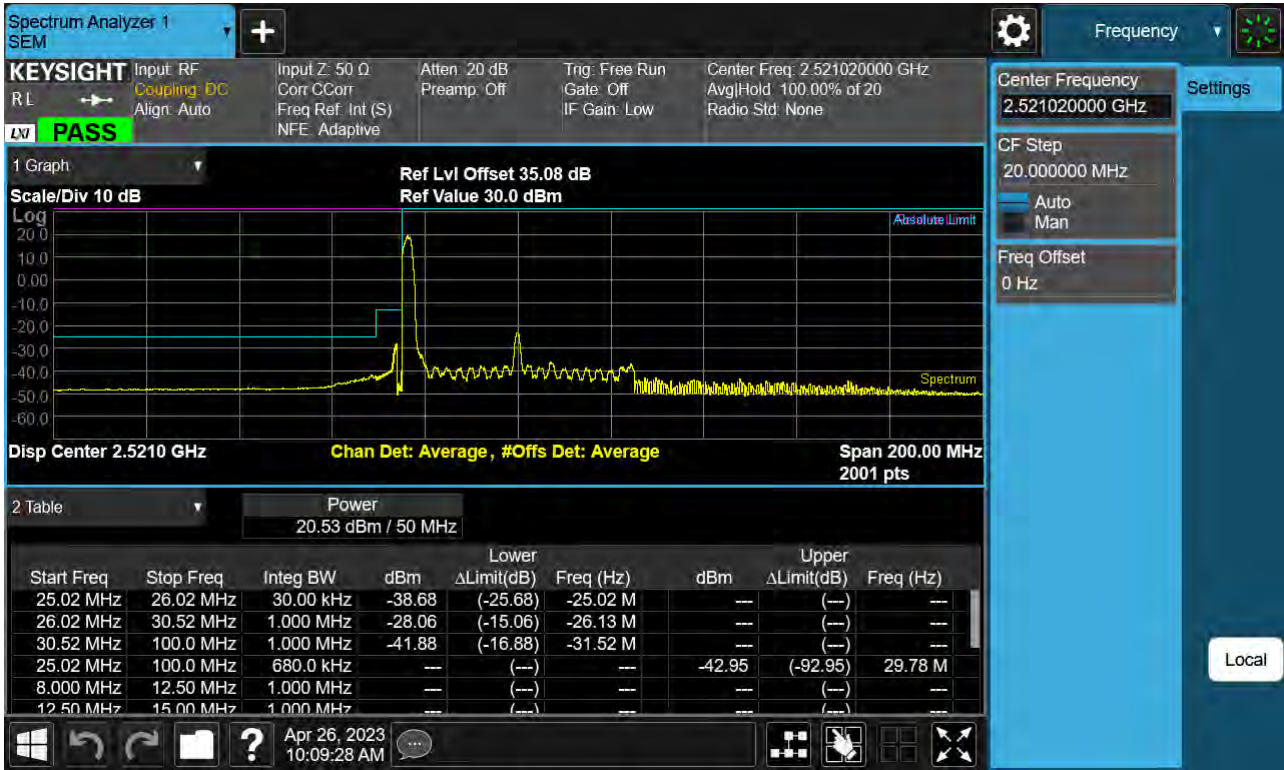 Spectrum Analyzer 1
SEM
Frequency
KEYSIGHT
Input: RF
Coupling: DC
Align: Auto
Input Z: 50 Ω
Corr CCorr
Freq Ref: Int (S)
NFE: Adaptive
Atten: 20 dB
Preamp: Off
Trig: Free Run
Gate: Off
IF Gain: Low
Center Freq: 2.521020000 GHz
Avg|Hold: 100.00% of 20
Radio Std: None
R L
LXI PASS
Center Frequency
2.521020000 GHz
Settings
CF Step
20.000000 MHz
Auto
Man
Freq Offset
0 Hz
1 Graph
Scale/Div 10 dB
Ref Lvl Offset 35.08 dB
Ref Value 30.0 dBm
Log
20.0
10.0
0.00
-10.0
-20.0
-30.0
-40.0
-50.0
-60.0
Limit
Spectrum
Disp Center 2.5210 GHz
Chan Det: Average , #Offs Det: Average
Span 200.00 MHz
2001 pts
2 Table
Power
20.53 dBm / 50 MHz
Lower Upper
Start Freq Stop Freq Integ BW dBm ΔLimit(dB) Freq (Hz) dBm ΔLimit(dB) Freq (Hz)
25.02 MHz 26.02 MHz 30.00 kHz -38.68 (-25.68) -25.02 M --- (---) ---
26.02 MHz 30.52 MHz 1.000 MHz -28.06 (-15.06) -26.13 M --- (---) ---
30.52 MHz 100.0 MHz 1.000 MHz -41.88 (-16.88) -31.52 M --- (---) ---
25.02 MHz 100.0 MHz 680.0 kHz --- (---) --- -42.95 (-92.95) 29.78 M
8.000 MHz 12.50 MHz 1.000 MHz --- (---) --- --- (---) ---
12.50 MHz 15.00 MHz 1.000 MHz --- (---) --- --- (---) ---
Local
?
Apr 26, 2023
10:09:28 AM